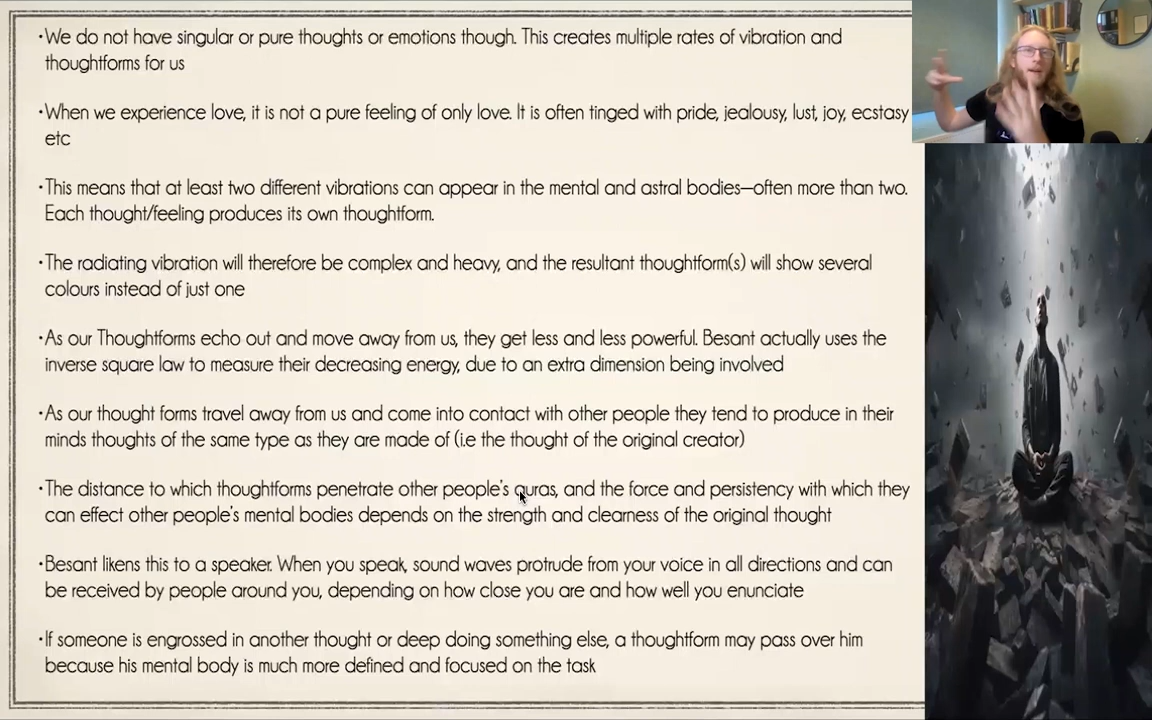 •We do not have singular or pure thoughts or emotions though. This creates multiple rates of vibration and
thoughtforms for us
•When we experience love, it is not a pure feeling of only love. It is often tinged with pride, jealousy, lust, joy, ecstasy
etc
•This means that at least two different vibrations can appear in the mental and astral bodies—often more than two.
Each thought/feeling produces its own thoughtform.
•The radiating vibration will therefore be complex and heavy, and the resultant thoughtform(s) will show several
colours instead of just one
•As our Thoughtforms echo out and move away from us, they get less and less powerful. Besant actually uses the
inverse square law to measure their decreasing energy, due to an extra dimension being involved
•As our thought forms travel away from us and come into contact with other people they tend to produce in their
minds thoughts of the same type as they are made of (i.e the thought of the original creator)
•The distance to which thoughtforms penetrate other people's auras, and the force and persistency with which they
can effect other people's mental bodies depends on the strength and clearness of the original thought
•Besant likens this to a speaker. When you speak, sound waves protrude from your voice in all directions and can
be received by people around you, depending on how close you are and how well you enunciate
•If someone is engrossed in another thought or deep doing something else, a thoughtform may pass over him
because his mental body is much more defined and focused on the task